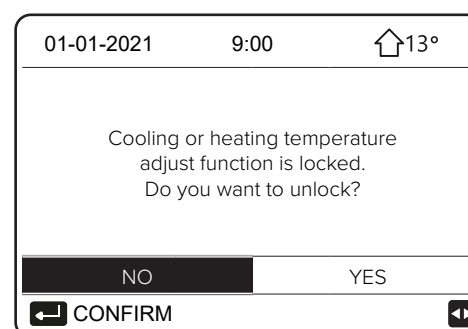 01-01-2021 9:00 13°
Cooling or heating temperature
adjust function is locked.
Do you want to unlock?
NO YES
CONFIRM